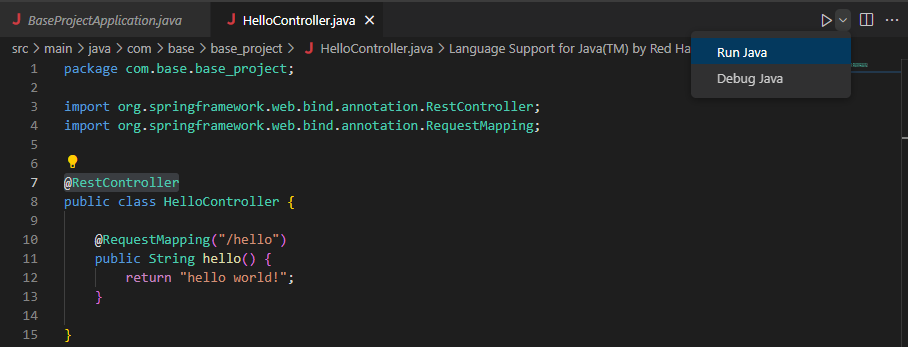 BaseProjectApplication.java
HelloController.java
src > main > java > com > base > base_project > HelloController.java > Language Support for Java(TM) by Red Ha
Run Java
Debug Java
1 package com.base.base_project;
2
3 import org.springframework.web.bind.annotation.RestController;
4 import org.springframework.web.bind.annotation.RequestMapping;
5
6
7 @RestController
8 public class HelloController {
9
10     @RequestMapping("/hello")
11     public String hello() {
12         return "hello world!";
13     }
14
15 }